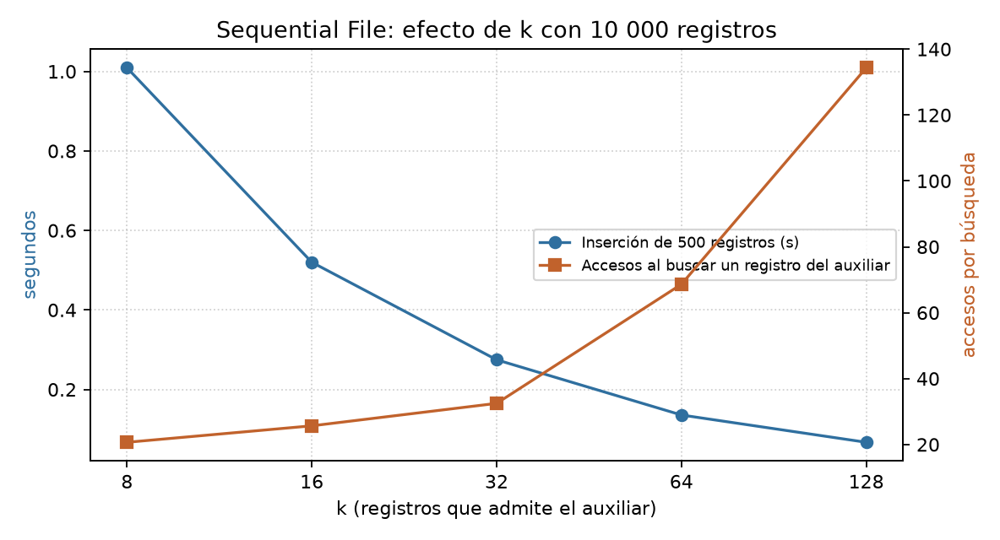 Sequential File: efecto de k con 10 000 registros
segundos
1.0
0.8
0.6
0.4
0.2
140
120
100
80
60
40
20
accesos por búsqueda
Inserción de 500 registros (s)
Accesos al buscar un registro del auxiliar
8 16 32 64 128
k (registros que admite el auxiliar)